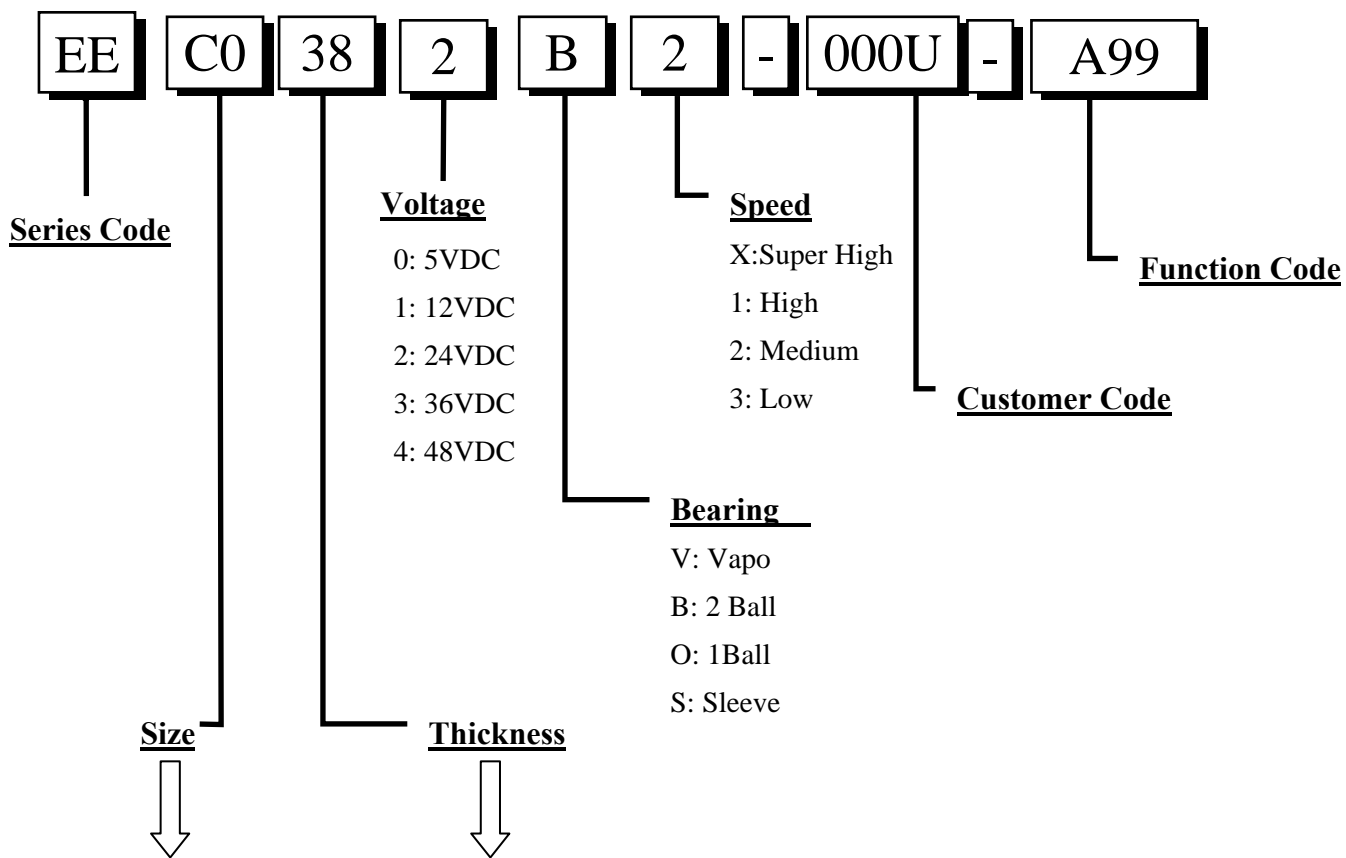 EE C0 38 2 B 2 - 000U - A99
Series Code
Voltage
0: 5VDC
1: 12VDC
2: 24VDC
3: 36VDC
4: 48VDC
Speed
X:Super High
1: High
2: Medium
3: Low
Function Code
Customer Code
Bearing
V: Vapo
B: 2 Ball
O: 1Ball
S: Sleeve
Size
Thickness